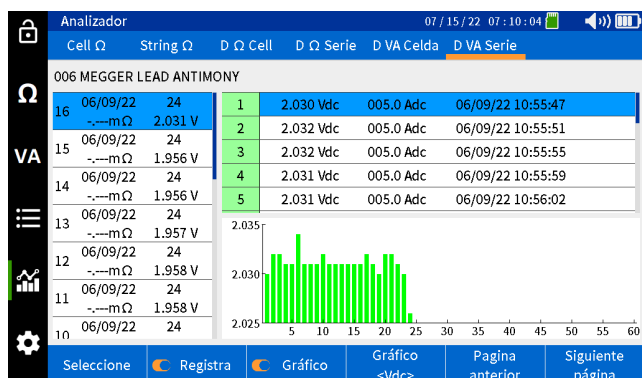 Analizador 07/15/22 07:10:04
Cell Ω String Ω D Ω Cell D Ω Serie D VA Celda D VA Serie
006 MEGGER LEAD ANTIMONY
Ω
VA
16 06/09/22 24
-.---mΩ 2.031 V
15 06/09/22 24
-.---mΩ 1.956 V
14 06/09/22 24
-.---mΩ 1.956 V
13 06/09/22 24
-.---mΩ 1.957 V
12 06/09/22 24
-.---mΩ 1.958 V
11 06/09/22 24
-.---mΩ 1.958 V
10 06/09/22 24
1 2.030 Vdc 005.0 Adc 06/09/22 10:55:47
2 2.032 Vdc 005.0 Adc 06/09/22 10:55:51
3 2.032 Vdc 005.0 Adc 06/09/22 10:55:55
4 2.031 Vdc 005.0 Adc 06/09/22 10:55:59
5 2.031 Vdc 005.0 Adc 06/09/22 10:56:02
2.035
2.030
2.025
5 10 15 20 25 30 35 40 45 50 55 60
Seleccione Registra Gráfico Gráfico <Vdc> Pagina anterior Siguiente página